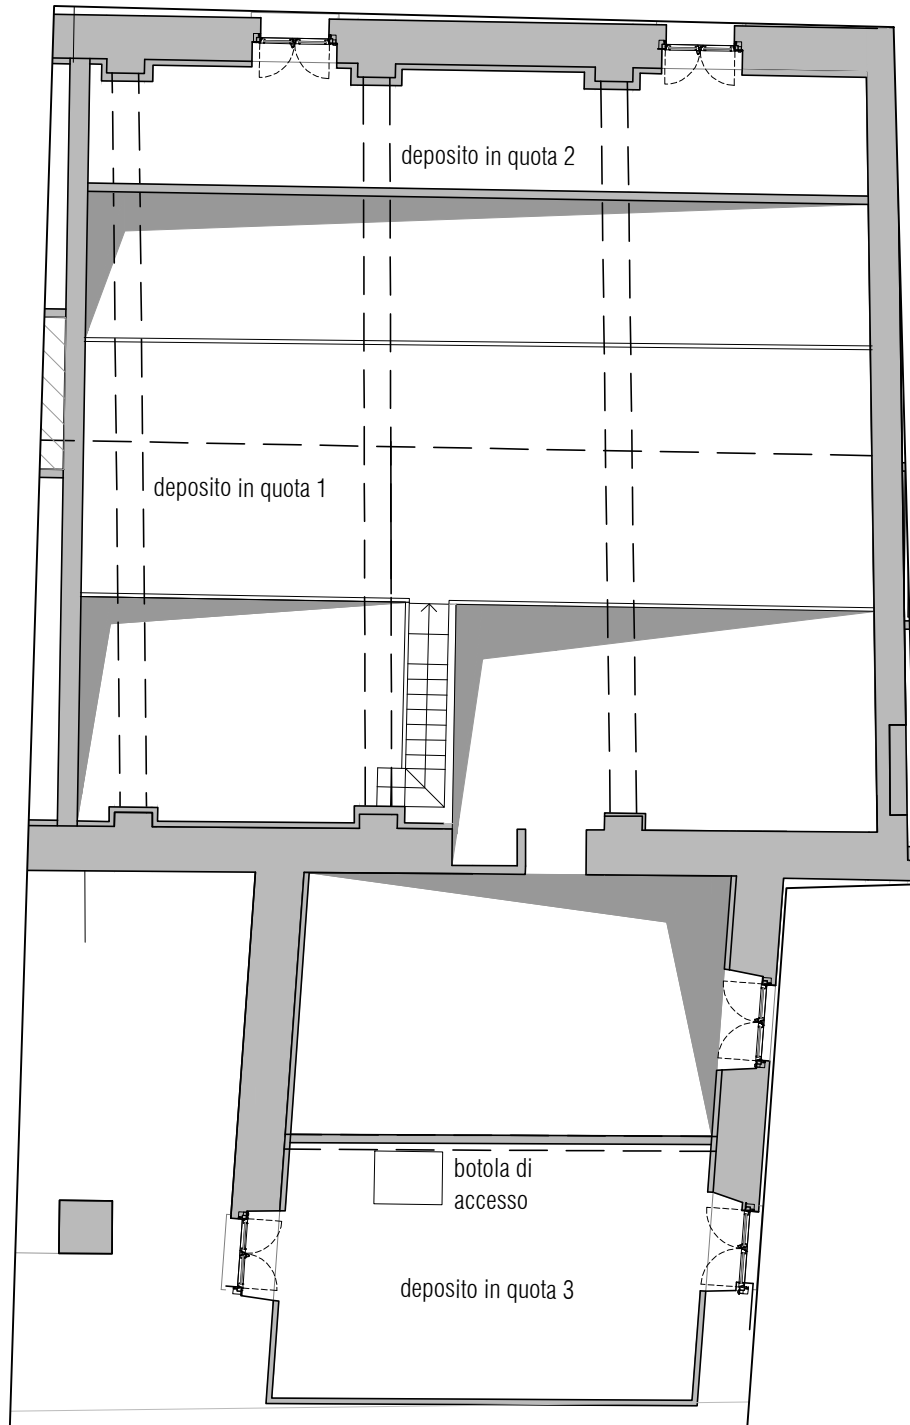 deposito in quota 2
deposito in quota 1
botola di
accesso
deposito in quota 3